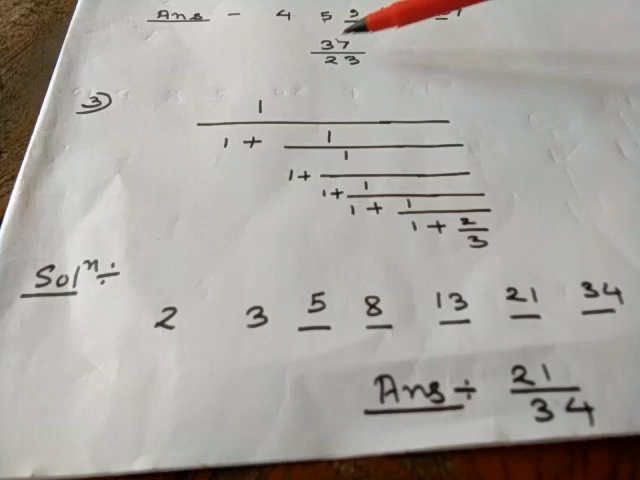 Ans - 4 5
37
23
3)
1
1 + 1
1
1 +
1 + 1
1 + 1
1 + 2
3
Solⁿ ÷
2 3 5 8 13 21 34
Ans ÷ 21
34